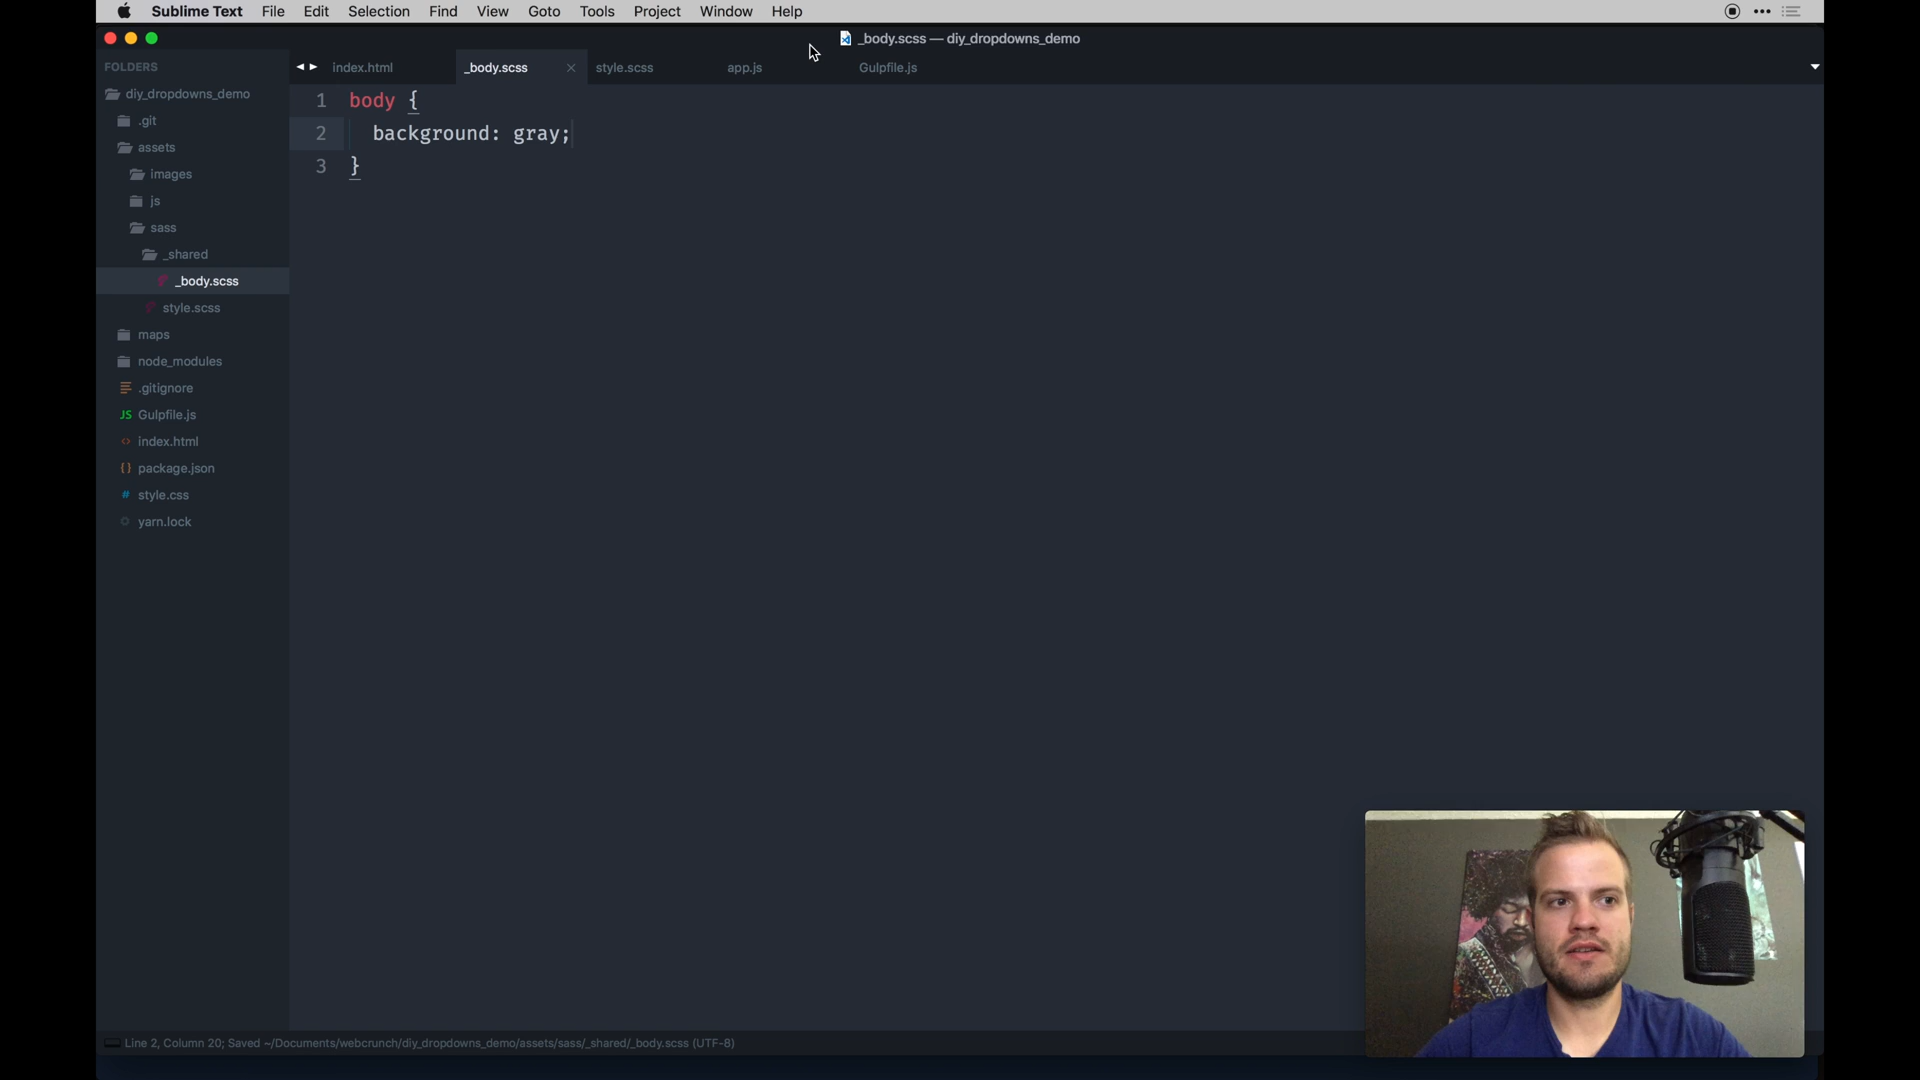 Sublime Text File Edit Selection Find View Goto Tools Project Window Help
_body.scss — diy_dropdowns_demo
FOLDERS
index.html _body.scss style.scss app.js Gulpfile.js
diy_dropdowns_demo
.git
assets
images
js
sass
_shared
_body.scss
style.scss
maps
node_modules
.gitignore
JS Gulpfile.js
<> index.html
{} package.json
# style.css
yarn.lock
1 body {
2 background: gray;
3 }
Line 2, Column 20; Saved ~/Documents/webcrunch/diy_dropdowns_demo/assets/sass/_shared/_body.scss (UTF-8)